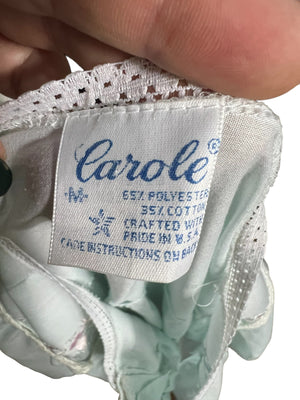 Carole®
-M-
65% POLYESTER
35% COTTON
CRAFTED WITH
PRIDE IN U.S.A.
CARE INSTRUCTIONS ON BACK